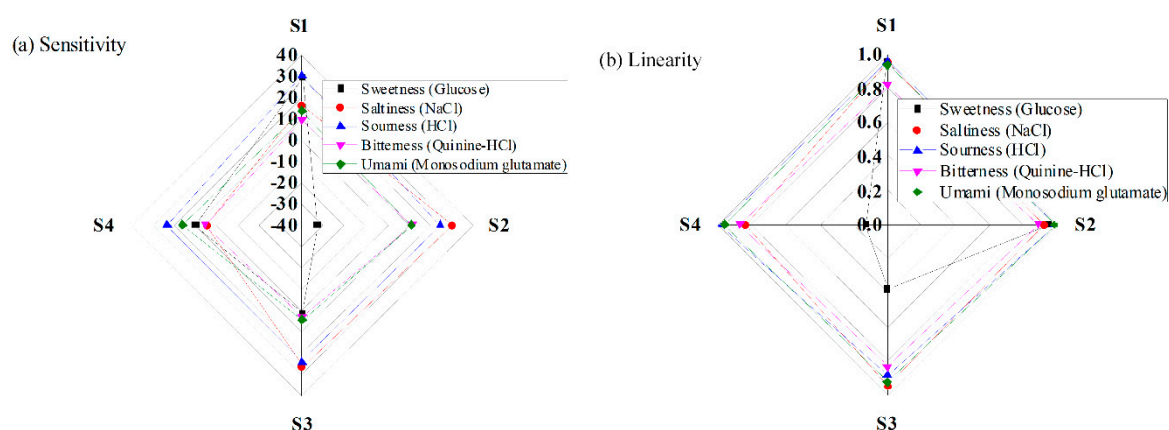 (a) Sensitivity
S1
40
30
20
10
0
-10
-20
-30
-40
Sweetness (Glucose)
Saltiness (NaCl)
Sourness (HCl)
Bitterness (Quinine-HCl)
Umami (Monosodium glutamate)
S4
S2
S3
(b) Linearity
S1
1.0
0.8
0.6
0.4
0.2
0.0
Sweetness (Glucose)
Saltiness (NaCl)
Sourness (HCl)
Bitterness (Quinine-HCl)
Umami (Monosodium glutamate)
S4
S2
S3